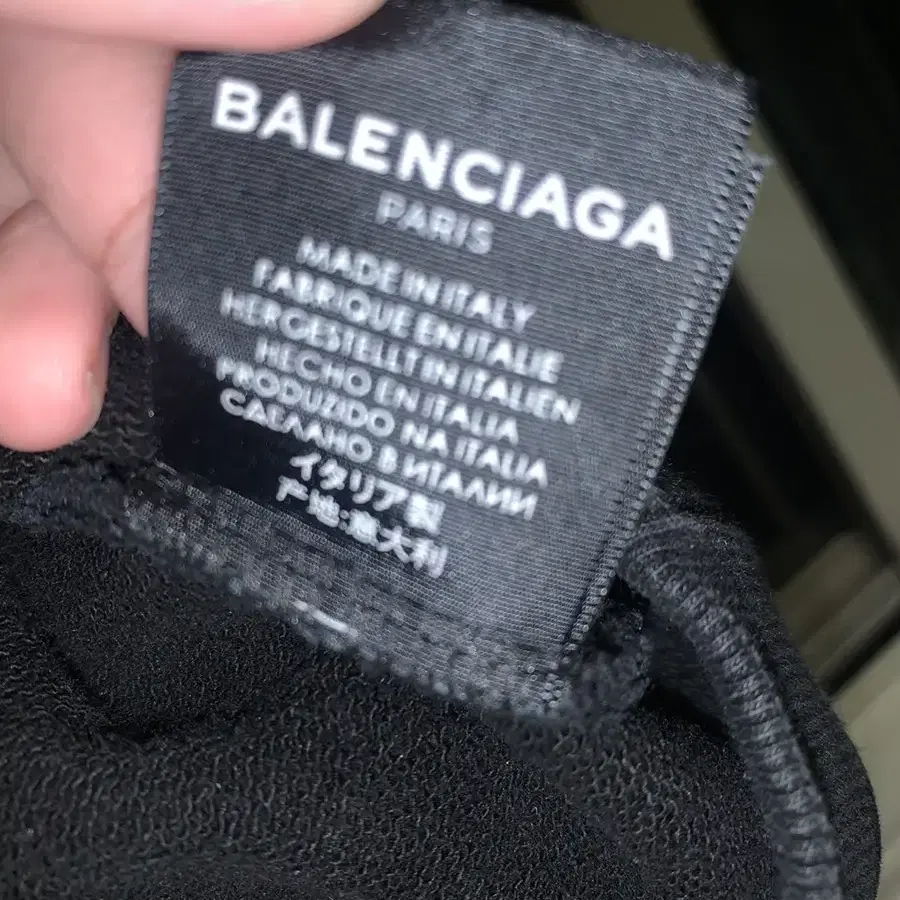 BALENCIAGA
PARIS
MADE IN ITALY
FABRIQUE EN ITALIE
HERGESTELLT IN ITALIEN
HECHO EN ITALIA
PRODUZIDO NA ITALIA
СДЕЛАНО В ИТАЛИИ
イタリア製
产地:意大利